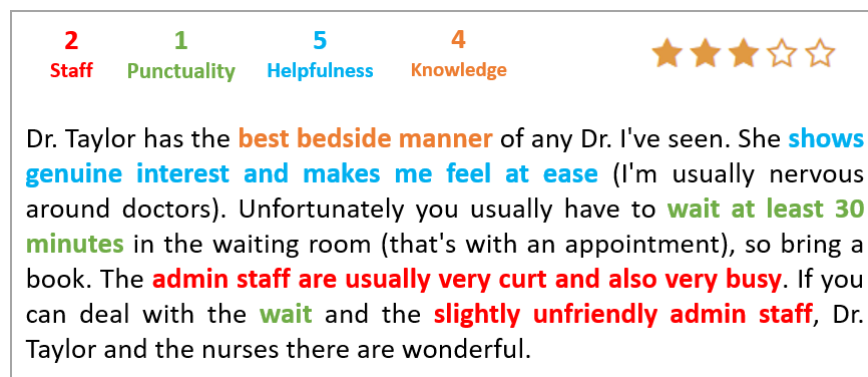 2 1 5 4
Staff Punctuality Helpfulness Knowledge
Dr. Taylor has the best bedside manner of any Dr. I've seen. She shows
genuine interest and makes me feel at ease (I'm usually nervous
around doctors). Unfortunately you usually have to wait at least 30
minutes in the waiting room (that's with an appointment), so bring a
book. The admin staff are usually very curt and also very busy. If you
can deal with the wait and the slightly unfriendly admin staff, Dr.
Taylor and the nurses there are wonderful.